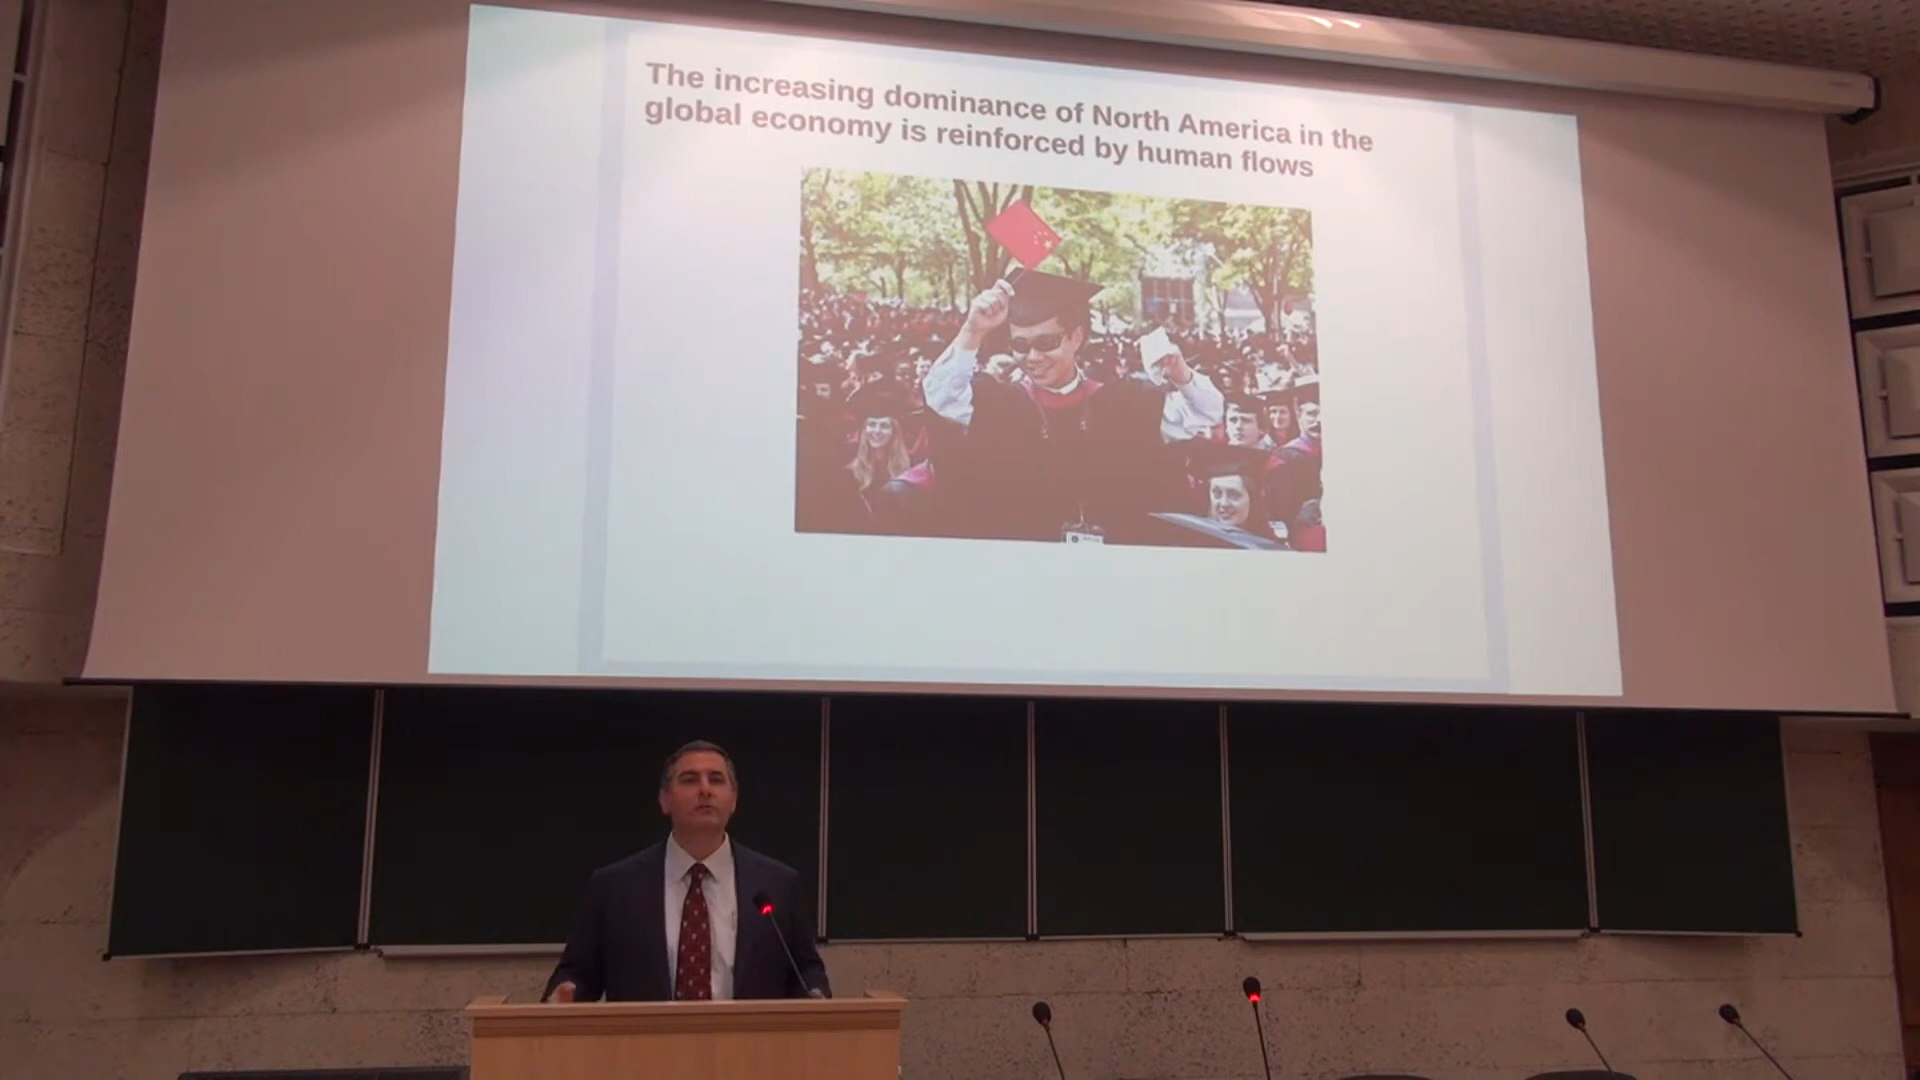 The increasing dominance of North America in the
global economy is reinforced by human flows